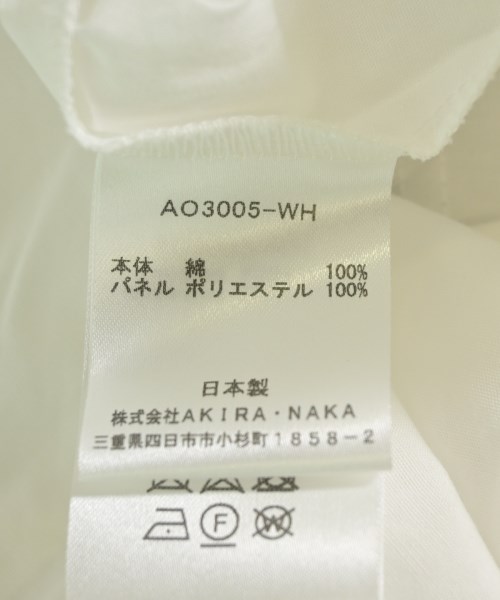 AO3005-WH
本体 綿 100%
パネル ポリエステル 100%
日本製
株式会社AKIRA・NAKA
三重県四日市市小杉町1858-2
F W